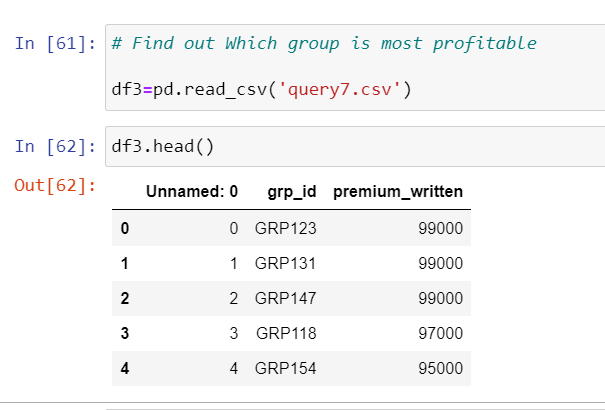 In [61]: # Find out Which group is most profitable
df3=pd.read_csv('query7.csv')
In [62]: df3.head()
Out[62]:
Unnamed: 0 grp_id premium_written
0 0 GRP123 99000
1 1 GRP131 99000
2 2 GRP147 99000
3 3 GRP118 97000
4 4 GRP154 95000